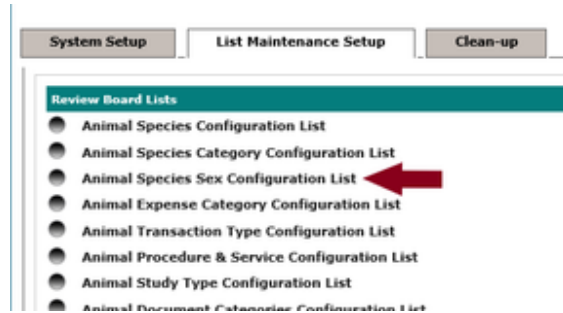 System Setup List Maintenance Setup Clean-up
Review Board Lists
Animal Species Configuration List
Animal Species Category Configuration List
Animal Species Sex Configuration List
Animal Expense Category Configuration List
Animal Transaction Type Configuration List
Animal Procedure & Service Configuration List
Animal Study Type Configuration List
Animal Document Categories Configuration List